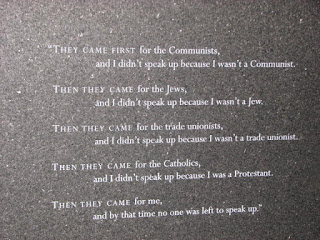 “THEY CAME FIRST for the Communists,
and I didn’t speak up because I wasn’t a Communist.
THEN THEY CAME for the Jews,
and I didn’t speak up because I wasn’t a Jew.
THEN THEY CAME for the trade unionists,
and I didn’t speak up because I wasn’t a trade unionist.
THEN THEY CAME for the Catholics,
and I didn’t speak up because I was a Protestant.
THEN THEY CAME for me,
and by that time no one was left to speak up.”